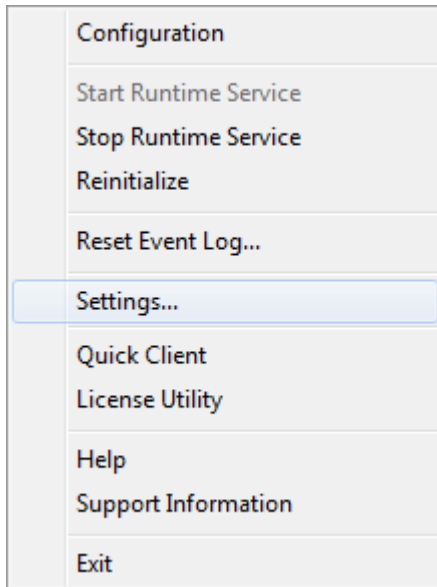 Configuration
Start Runtime Service
Stop Runtime Service
Reinitialize
Reset Event Log...
Settings...
Quick Client
License Utility
Help
Support Information
Exit